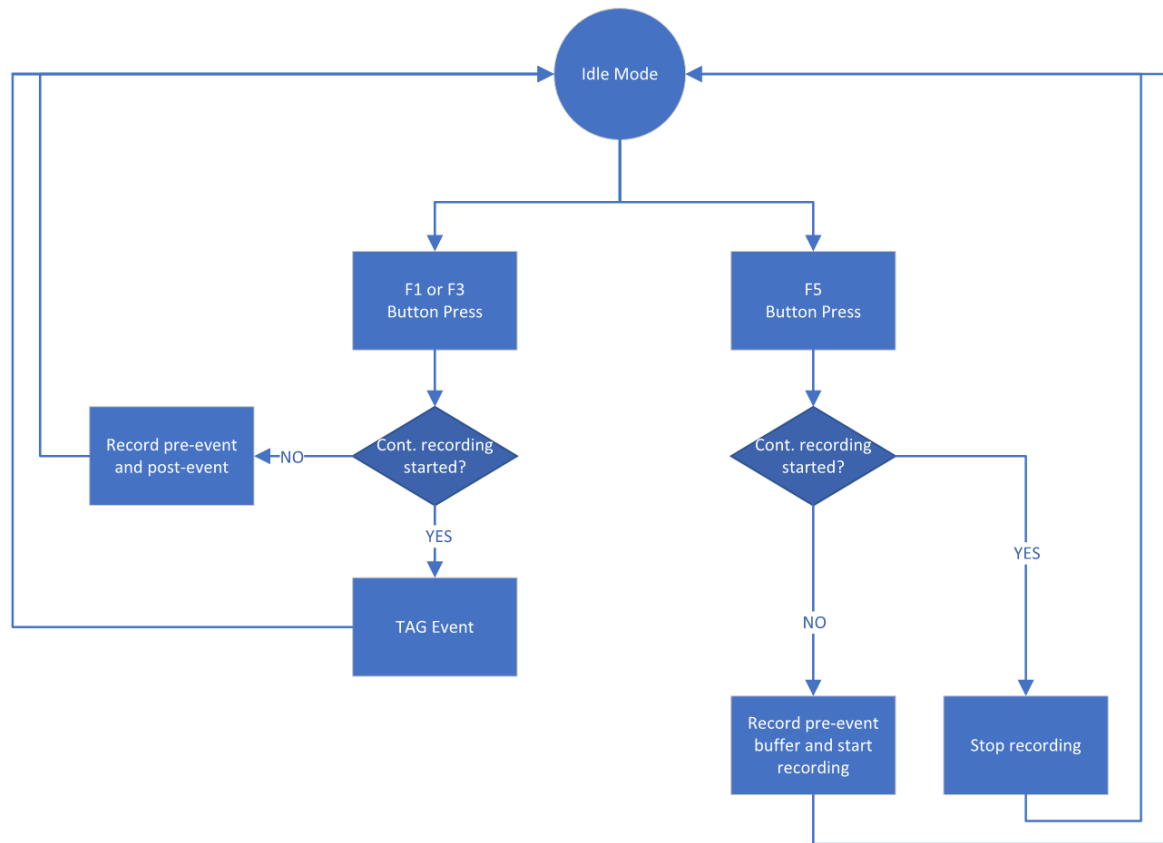 Idle Mode
F1 or F3
Button Press
F5
Button Press
Cont. recording
started?
Cont. recording
started?
Record pre-event
and post-event
NO
YES
YES
TAG Event
NO
Record pre-event
buffer and start
recording
Stop recording